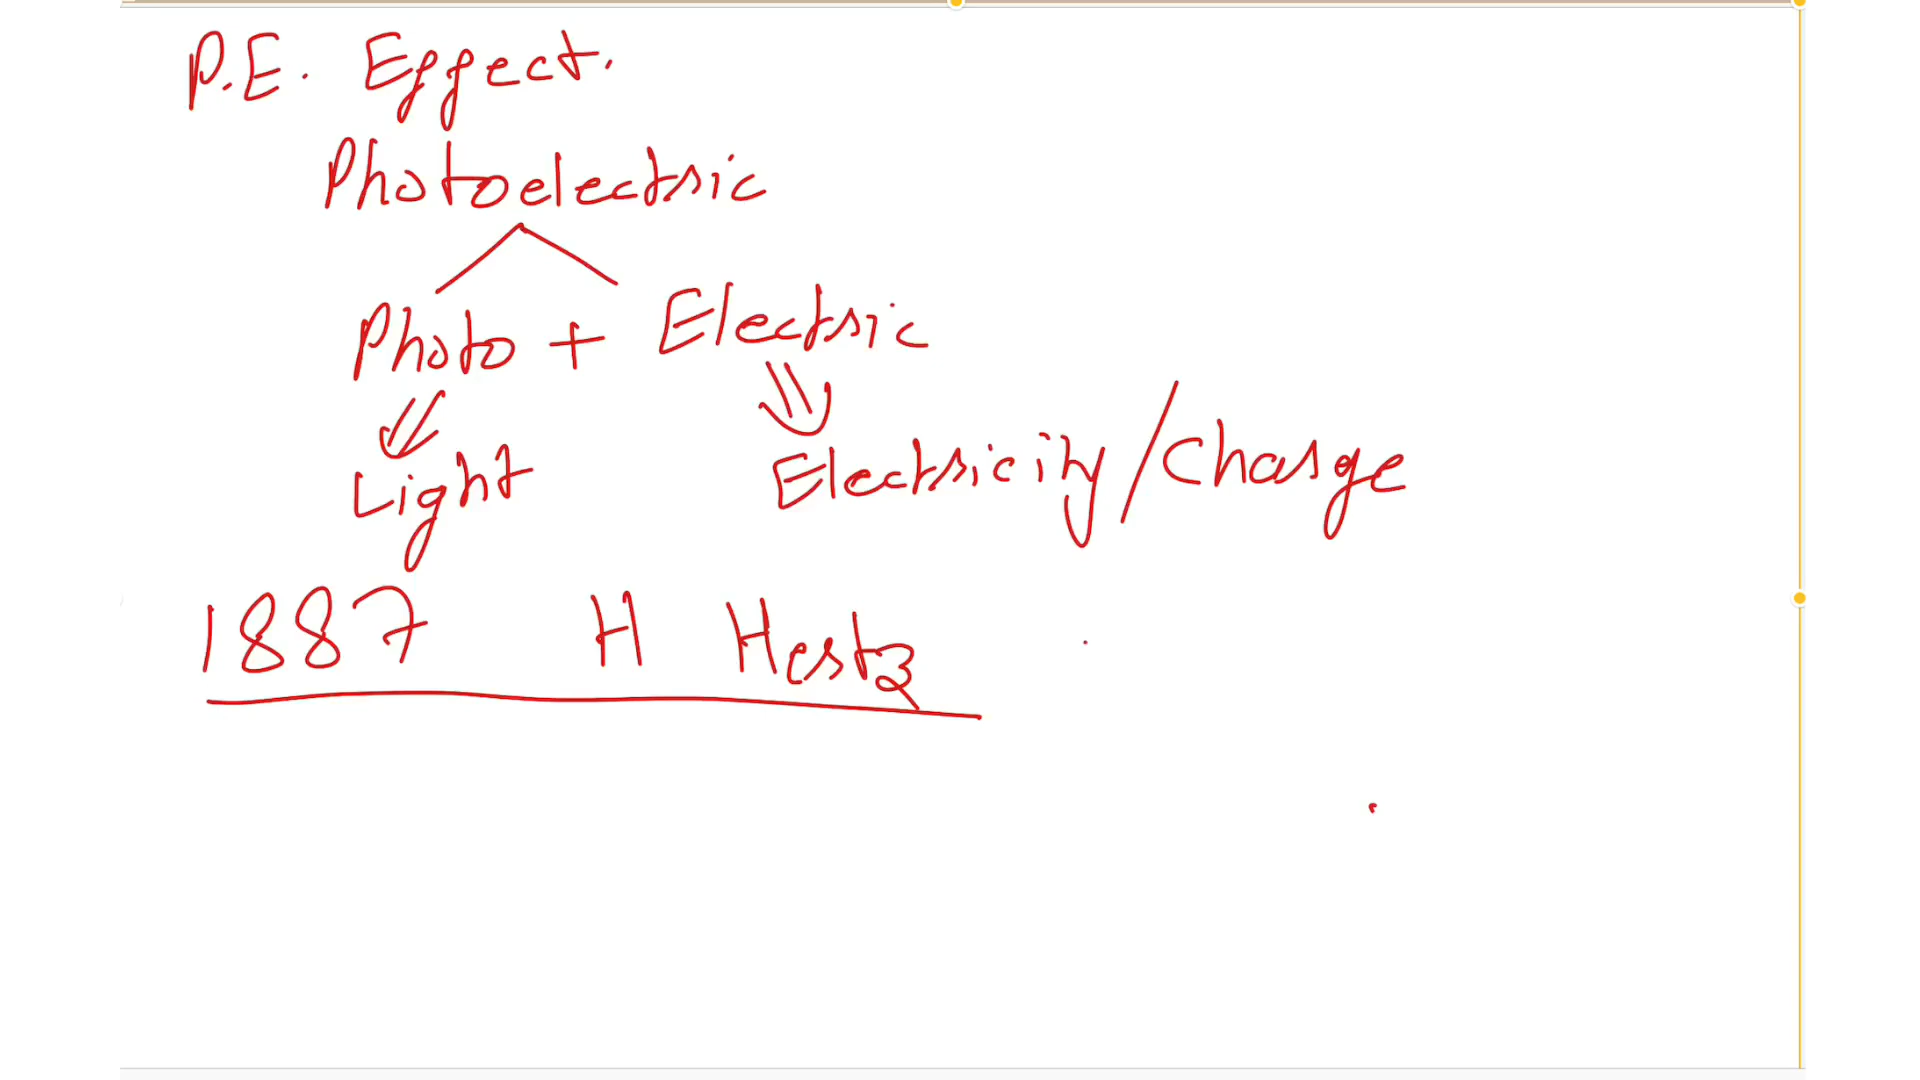 P.E. Effect.
Photoelectric
Photo + Electric
Light Electricity/Charge
1887 H Hertz